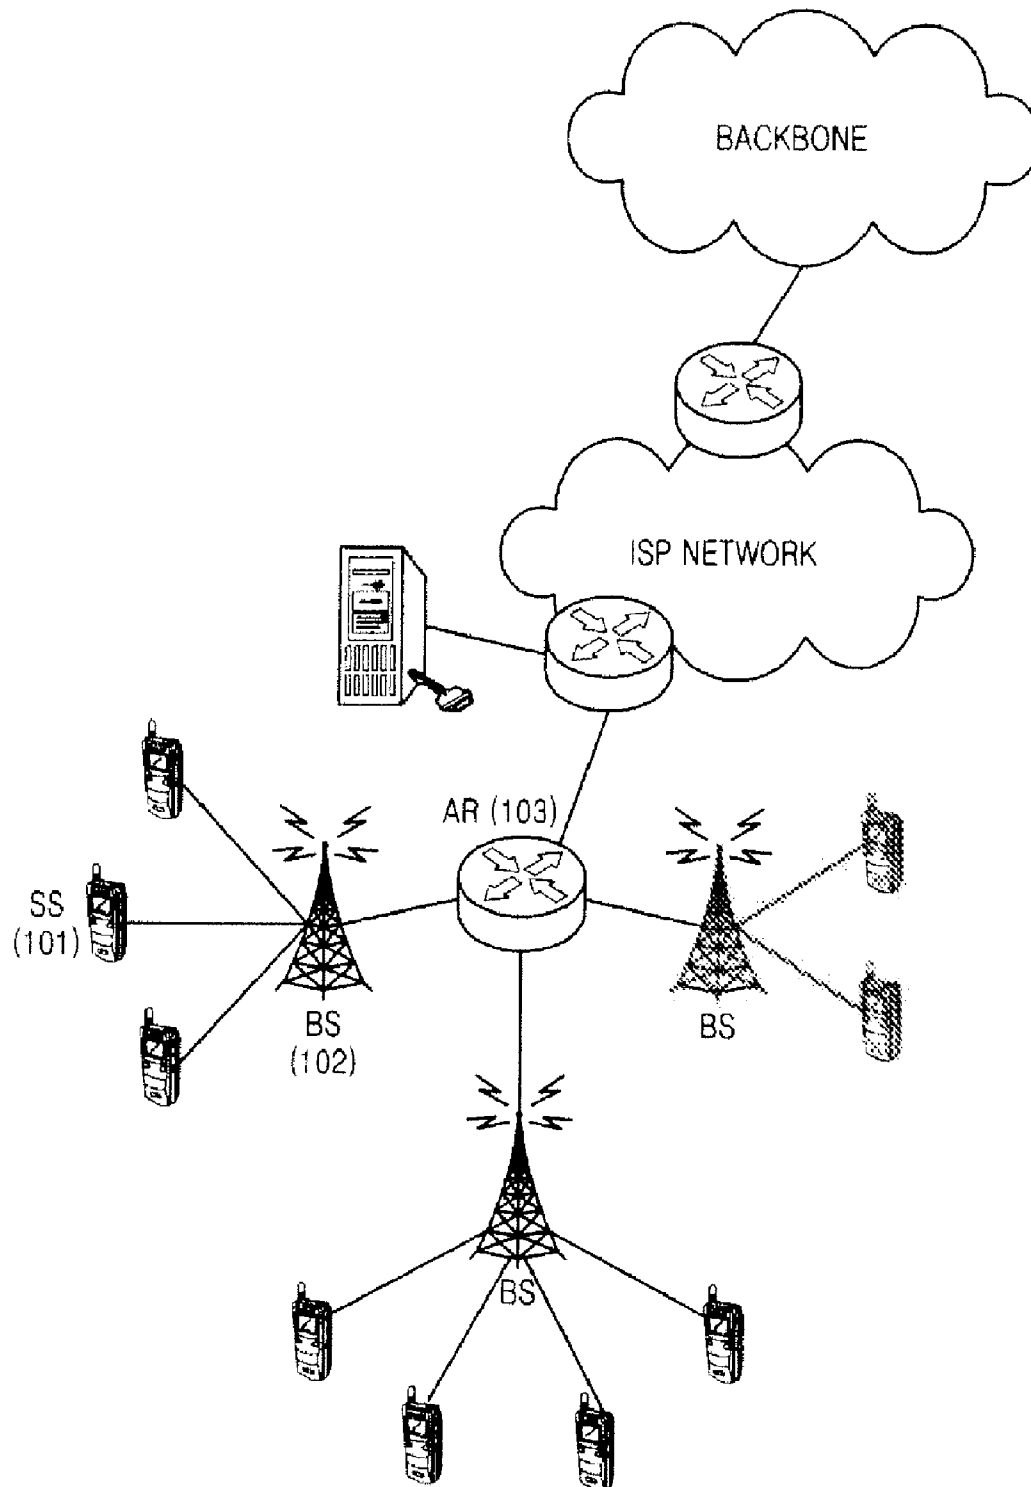 BACKBONE
ISP NETWORK
AR (103)
SS
(101)
BS
(102)
BS
BS